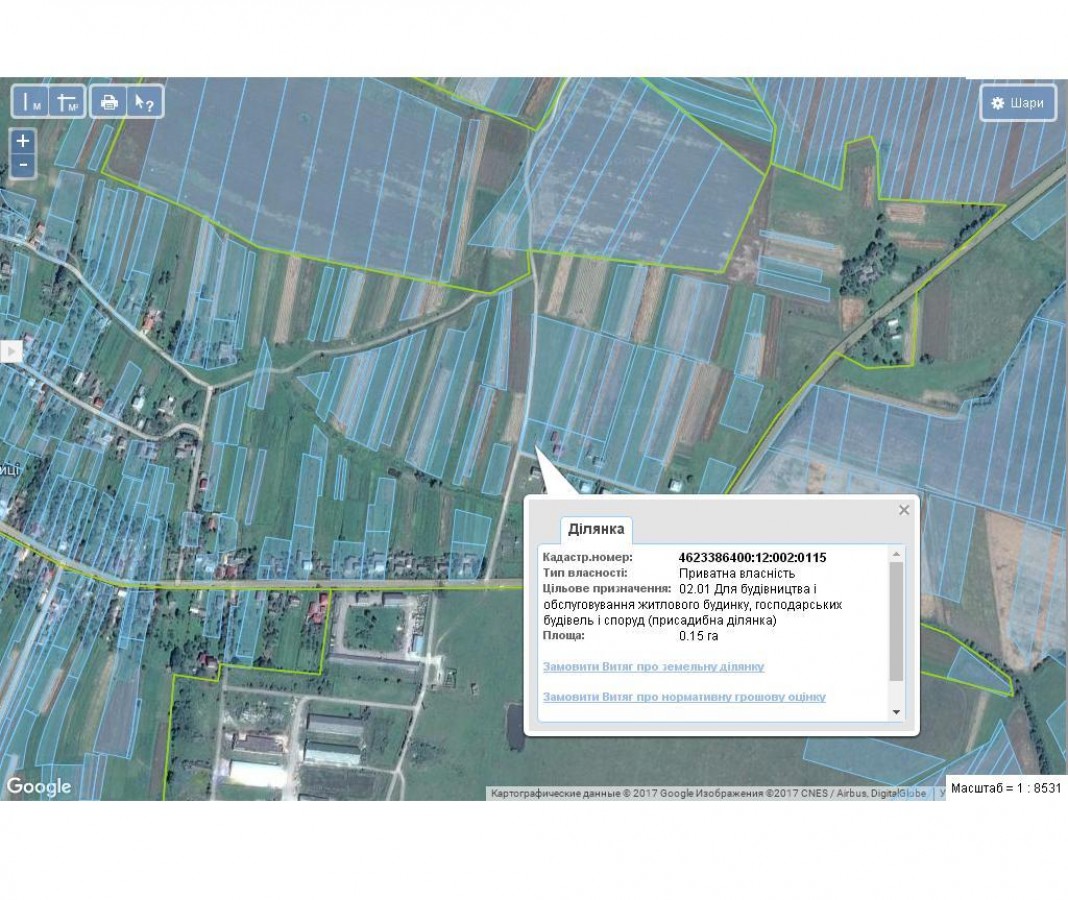 м
м²
?
Шари
+
-
йці
Ділянка
Кадастр.номер: 4623386400:12:002:0115
Тип власності: Приватна власність
Цільове призначення: 02.01 Для будівництва і
обслуговування житлового будинку, господарських
будівель і споруд (присадибна ділянка)
Площа: 0.15 га
Замовити Витяг про земельну ділянку
Замовити Витяг про нормативну грошову оцінку
Google
Картографические данные © 2017 Google Изображения ©2017 CNES / Airbus, DigitalGlobe
Масштаб = 1 : 8531